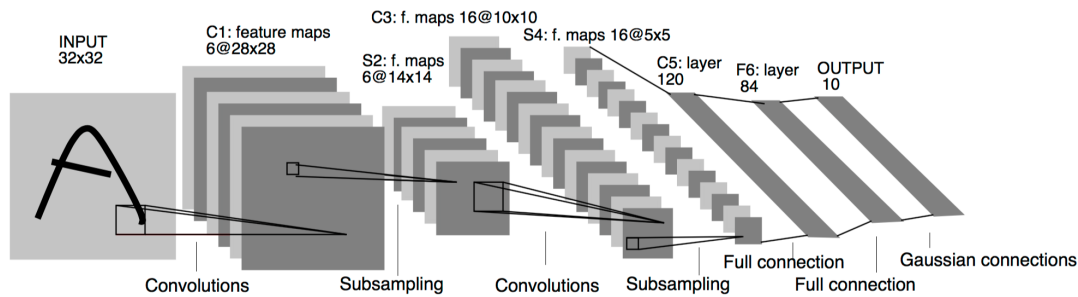 INPUT
32x32
C1: feature maps
6@28x28
S2: f. maps
6@14x14
C3: f. maps 16@10x10
S4: f. maps 16@5x5
C5: layer
120
F6: layer
84
OUTPUT
10
Convolutions
Subsampling
Convolutions
Subsampling
Full connection
Full connection
Gaussian connections